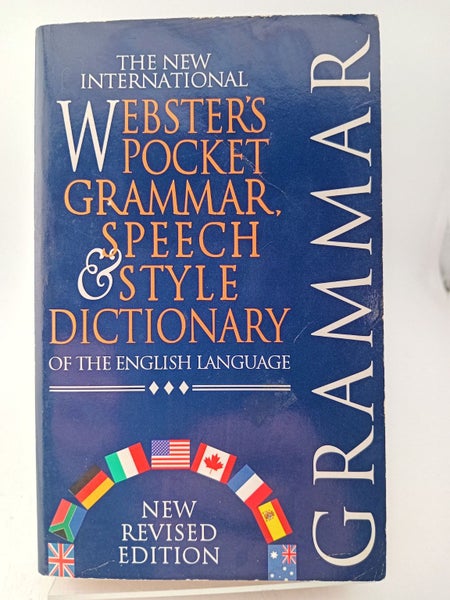 THE NEW
INTERNATIONAL
WEBSTER'S
POCKET
GRAMMAR,
SPEECH
& STYLE
DICTIONARY
OF THE ENGLISH LANGUAGE
NEW
REVISED
EDITION
GRAMMAR